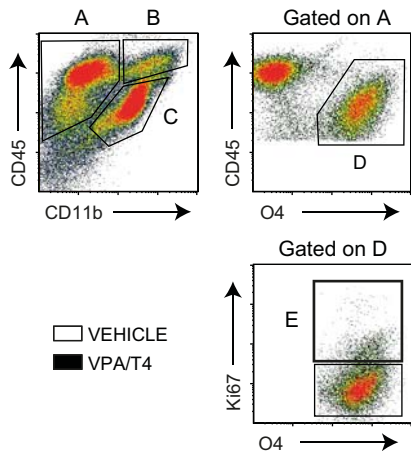 A B
Gated on A
CD45
C
CD11b
CD45
D
O4
Gated on D
VEHICLE
VPA/T4
E
Ki67
O4